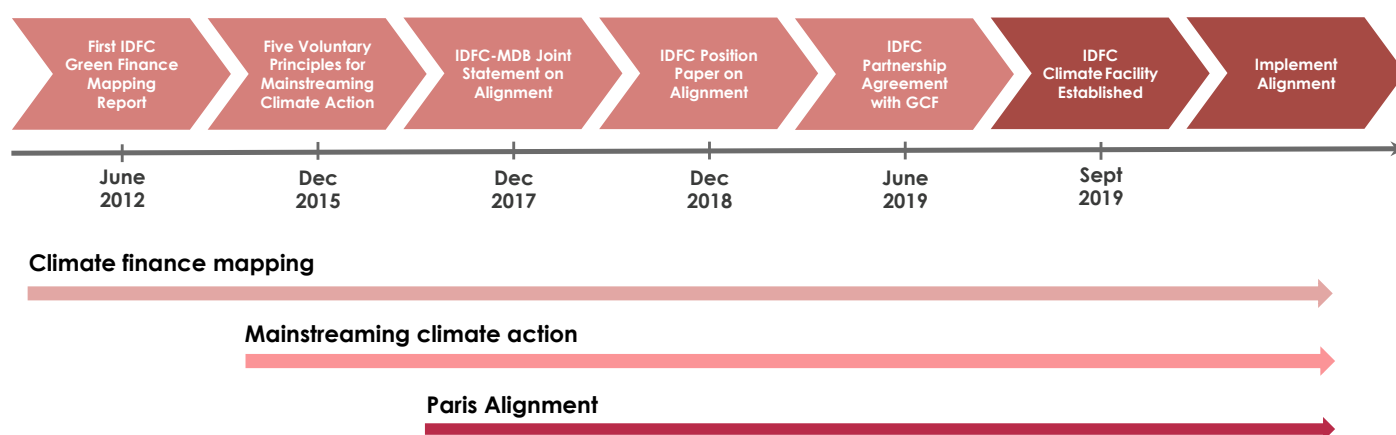 First IDFC
Green Finance
Mapping
Report
Five Voluntary
Principles for
Mainstreaming
Climate Action
IDFC-MDB Joint
Statement on
Alignment
IDFC Position
Paper on
Alignment
IDFC
Partnership
Agreement
with GCF
IDFC
Climate Facility
Established
Implement
Alignment
June
2012
Dec
2015
Dec
2017
Dec
2018
June
2019
Sept
2019
Climate finance mapping
Mainstreaming climate action
Paris Alignment